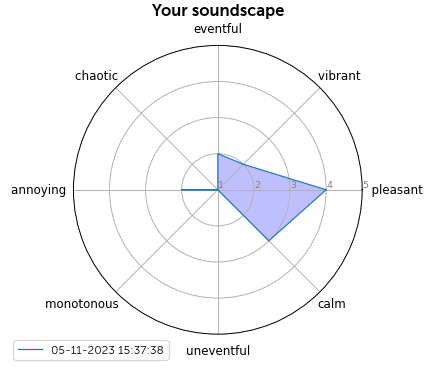 Your soundscape
eventful
chaotic
vibrant
annoying
1
2
3
4
5
pleasant
monotonous
calm
05-11-2023 15:37:38
uneventful